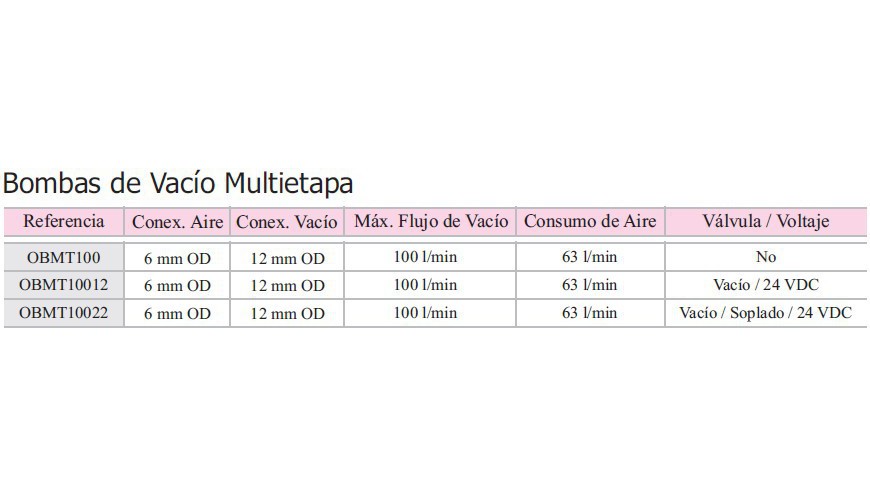 Bombas de Vacío Multietapa
Referencia Conex. Aire Conex. Vacío Máx. Flujo de Vacío Consumo de Aire Válvula / Voltaje
OBMT100 6 mm OD 12 mm OD 100 l/min 63 l/min No
OBMT10012 6 mm OD 12 mm OD 100 l/min 63 l/min Vacío / 24 VDC
OBMT10022 6 mm OD 12 mm OD 100 l/min 63 l/min Vacío / Soplado / 24 VDC